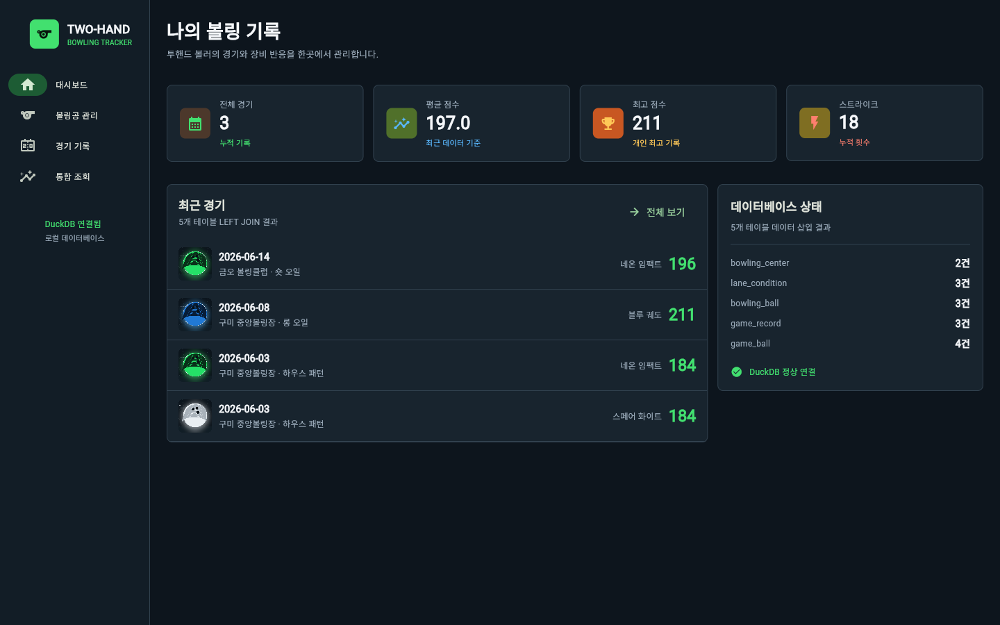 TWO-HAND
BOWLING TRACKER
대시보드
볼링공 관리
경기 기록
통합 조회
DuckDB 연결됨
로컬 데이터베이스
나의 볼링 기록
투핸드 볼러의 경기와 장비 반응을 한곳에서 관리합니다.
전체 경기
3
누적 기록
평균 점수
197.0
최근 데이터 기준
최고 점수
211
개인 최고 기록
스트라이크
18
누적 횟수
최근 경기
5개 테이블 LEFT JOIN 결과
전체 보기
2026-06-14
금오 볼링클럽 · 숏 오일
네온 임팩트 196
2026-06-08
구미 중앙볼링장 · 롱 오일
블루 궤도 211
2026-06-03
구미 중앙볼링장 · 하우스 패턴
네온 임팩트 184
2026-06-03
구미 중앙볼링장 · 하우스 패턴
스페어 화이트 184
데이터베이스 상태
5개 테이블 데이터 삽입 결과
bowling_center 2건
lane_condition 3건
bowling_ball 3건
game_record 3건
game_ball 4건
DuckDB 정상 연결